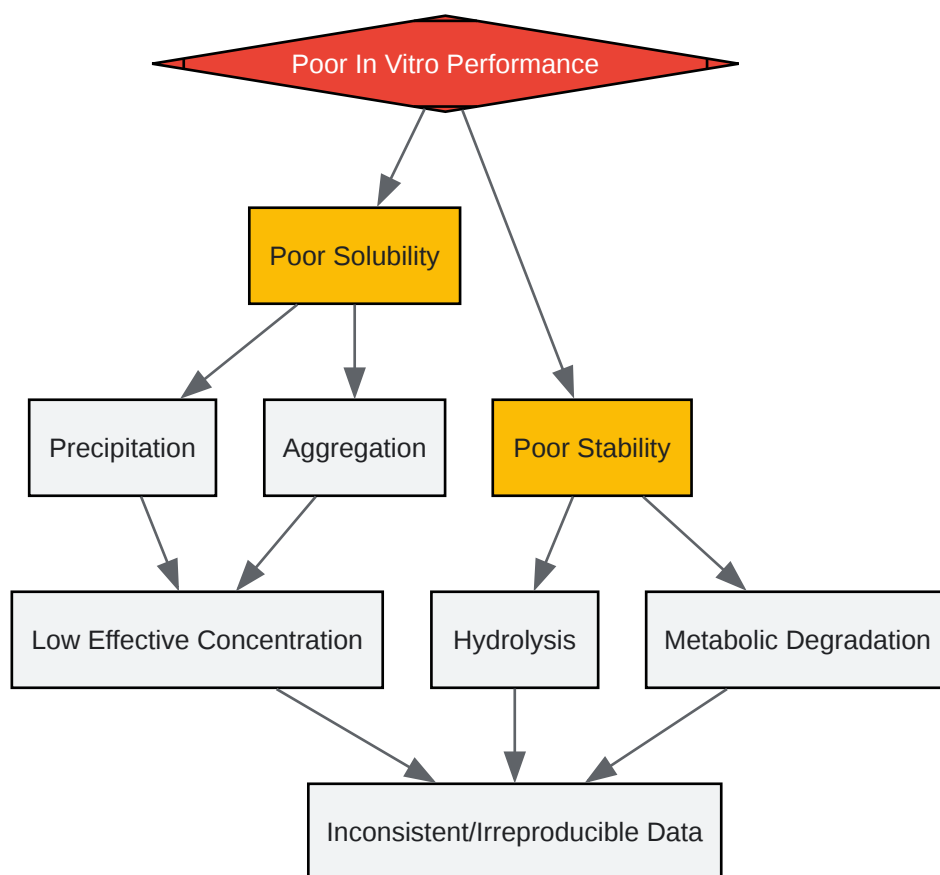 Poor In Vitro Performance
Poor Solubility
Precipitation
Aggregation
Poor Stability
Low Effective Concentration
Hydrolysis
Metabolic Degradation
Inconsistent/Irreproducible Data